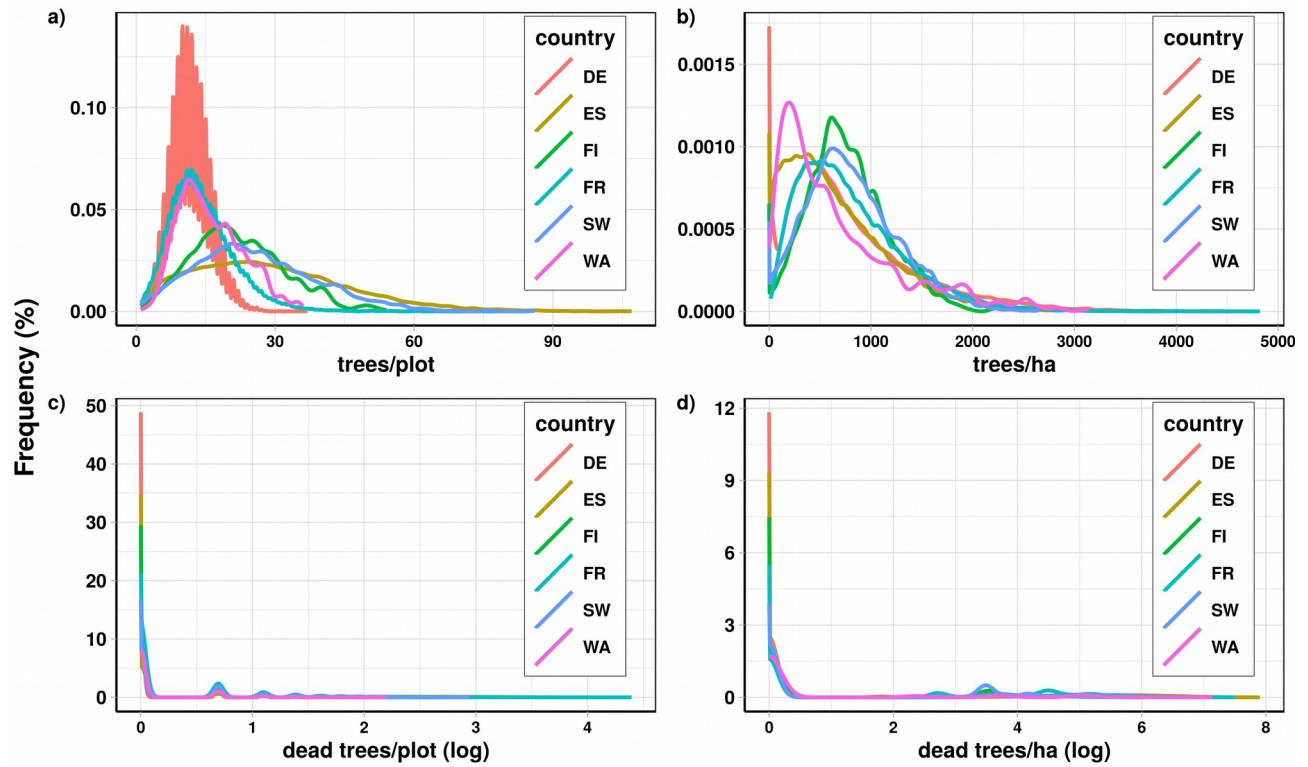 a)
country
DE
ES
FI
FR
SW
WA
0.10
0.05
0.00
0
30
60
90
trees/plot
b)
country
DE
ES
FI
FR
SW
WA
0.0015
0.0010
0.0005
0.0000
0
1000
2000
3000
4000
5000
trees/ha
Frequency (%)
c)
country
DE
ES
FI
FR
SW
WA
50
40
30
20
10
0
0
1
2
3
4
dead trees/plot (log)
d)
country
DE
ES
FI
FR
SW
WA
12
9
6
3
0
0
2
4
6
8
dead trees/ha (log)